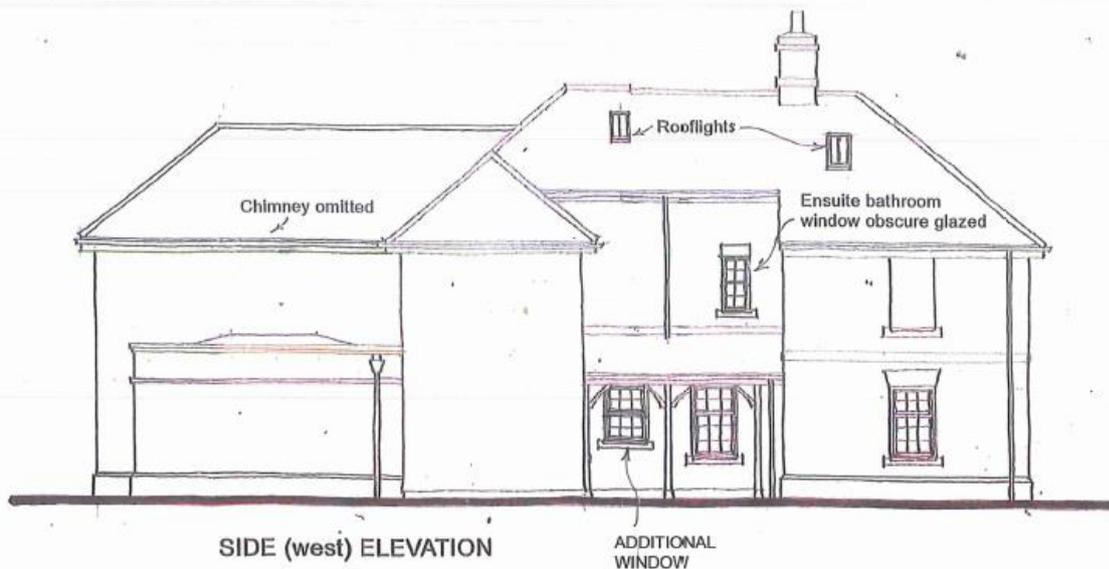 Rooflights
Chimney omitted
Ensuite bathroom
window obscure glazed
SIDE (west) ELEVATION
ADDITIONAL
WINDOW